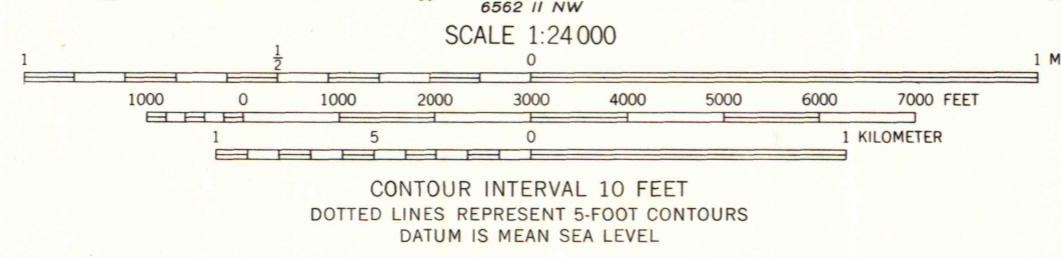 6562 II NW
SCALE 1:24 000
1 1/2 0 1 M
1000 0 1000 2000 3000 4000 5000 6000 7000 FEET
1 5 0 1 KILOMETER
CONTOUR INTERVAL 10 FEET
DOTTED LINES REPRESENT 5-FOOT CONTOURS
DATUM IS MEAN SEA LEVEL